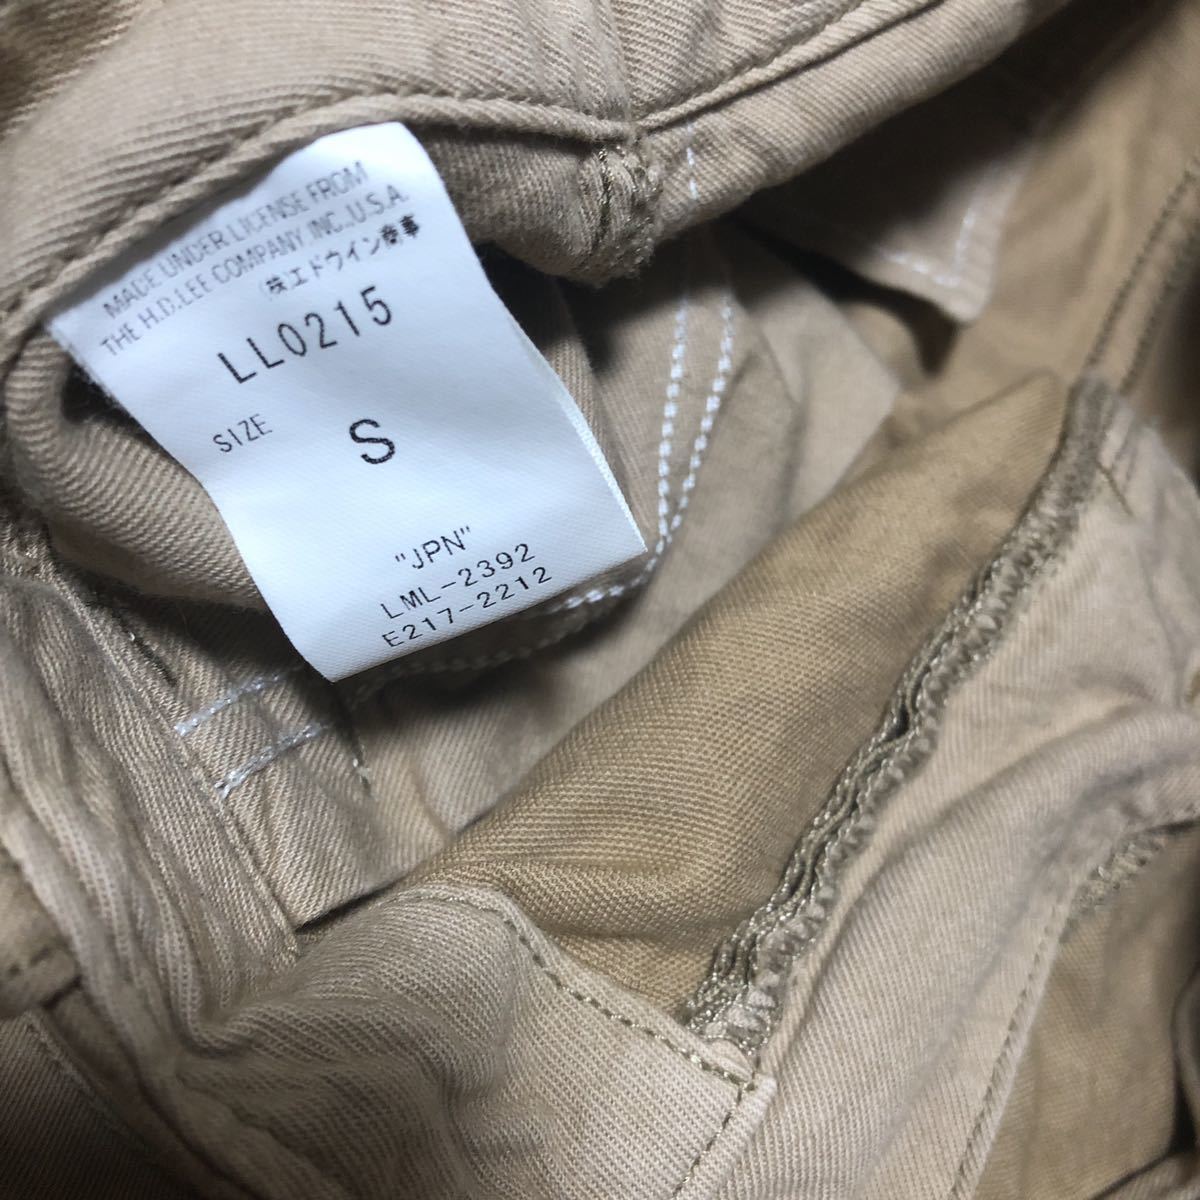 MADE UNDER LICENSE FROM
THE H.D.LEE COMPANY,INC.,U.S.A.
(株)エドウイン商事
LL0215
SIZE
S
"JPN"
LML-2392
E217-2212